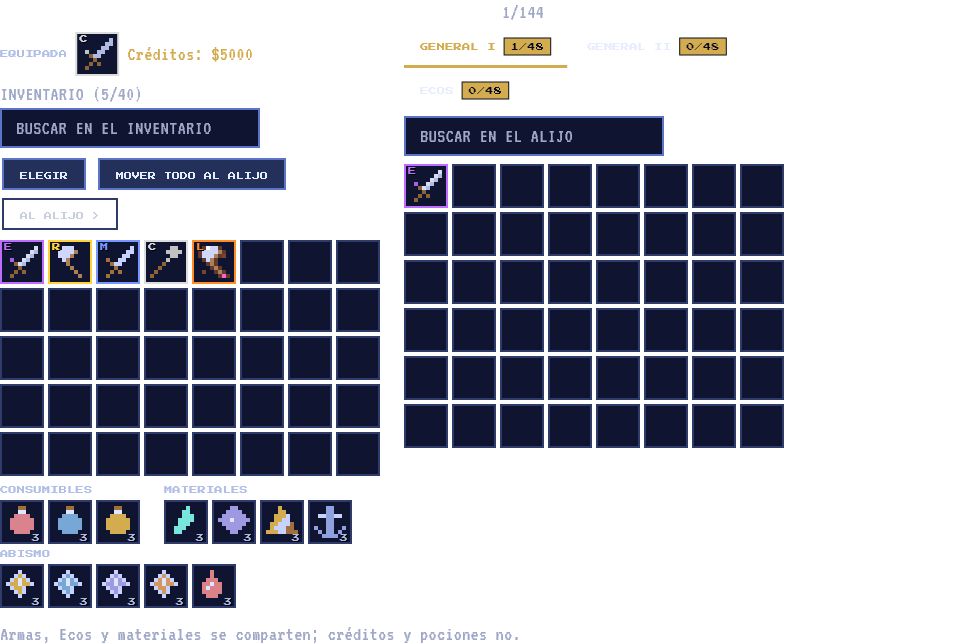 1/144
EQUIPADA C Créditos: $5000
GENERAL I 1/48 GENERAL II 0/48
ECOS 0/48
INVENTARIO (5/40)
BUSCAR EN EL INVENTARIO
BUSCAR EN EL ALIJO
ELEGIR MOVER TODO AL ALIJO
AL ALIJO >
E
E R M C L
CONSUMIBLES MATERIALES
3 3 3 3 3 3 3
ABISMO
3 3 3 3 3
Armas, Ecos y materiales se comparten; créditos y pociones no.